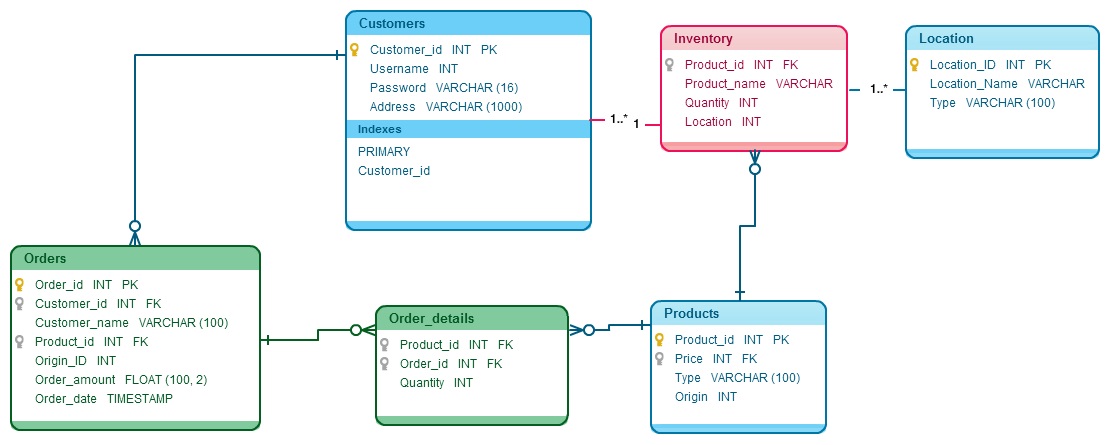 Customers
Customer_id INT PK
Username INT
Password VARCHAR (16)
Address VARCHAR (1000)
Indexes
PRIMARY
Customer_id
1..* 1
Inventory
Product_id INT FK
Product_name VARCHAR
Quantity INT
Location INT
1..*
Location
Location_ID INT PK
Location_Name VARCHAR
Type VARCHAR (100)
Orders
Order_id INT PK
Customer_id INT FK
Customer_name VARCHAR (100)
Product_id INT FK
Origin_ID INT
Order_amount FLOAT (100, 2)
Order_date TIMESTAMP
Order_details
Product_id INT FK
Order_id INT FK
Quantity INT
Products
Product_id INT PK
Price INT FK
Type VARCHAR (100)
Origin INT